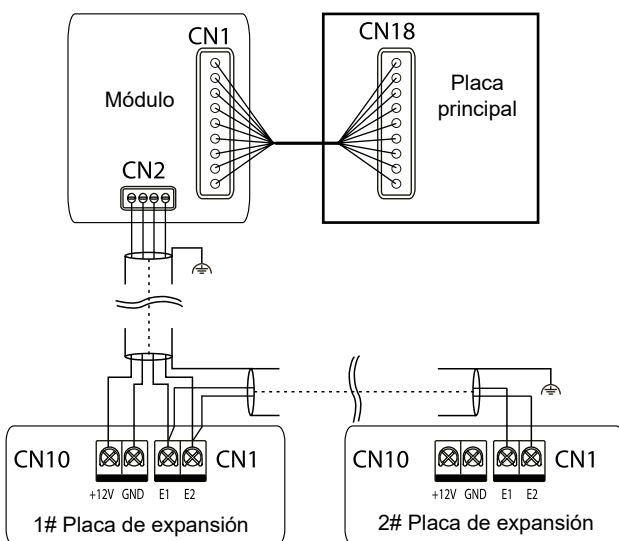 CN1
CN18
Módulo
Placa
principal
CN2
CN10
CN1
+12V GND E1 E2
1# Placa de expansión
CN10
CN1
+12V GND E1 E2
2# Placa de expansión